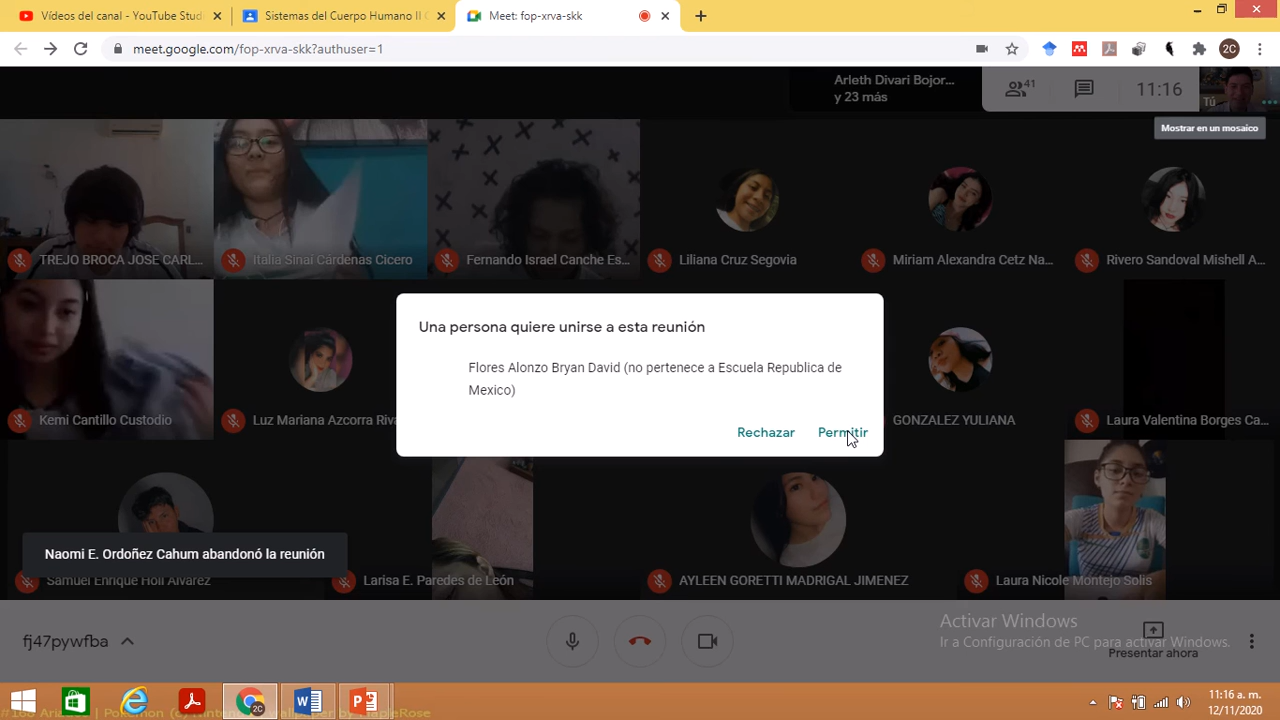 Vídeos del canal - YouTube Studi
Sistemas del Cuerpo Humano II C
Meet: fop-xrva-skk
meet.google.com/fop-xrva-skk?authuser=1
2C
Arleth Divari Bojor...
y 23 más
41
11:16
Tú
Mostrar en un mosaico
TREJO BROCA JOSE CARL...
Italia Sinai Cárdenas Cicero
Fernando Israel Canche Es...
Liliana Cruz Segovia
Miriam Alexandra Cetz Na...
Rivero Sandoval Mishell A...
Una persona quiere unirse a esta reunión
Flores Alonzo Bryan David (no pertenece a Escuela Republica de
Mexico)
Rechazar
Permitir
Kemi Cantillo Custodio
Luz Mariana Azcorra Riva
GONZALEZ YULIANA
Laura Valentina Borges Ca...
Naomi E. Ordoñez Cahum abandonó la reunión
Samuel Enrique Holi Alvarez
Larisa E. Paredes de León
AYLEEN GORETTI MADRIGAL JIMENEZ
Laura Nicole Montejo Solis
fj47pywfba
Activar Windows
Ir a Configuración de PC para activar Windows.
Presentar ahora
11:16 a. m.
12/11/2020